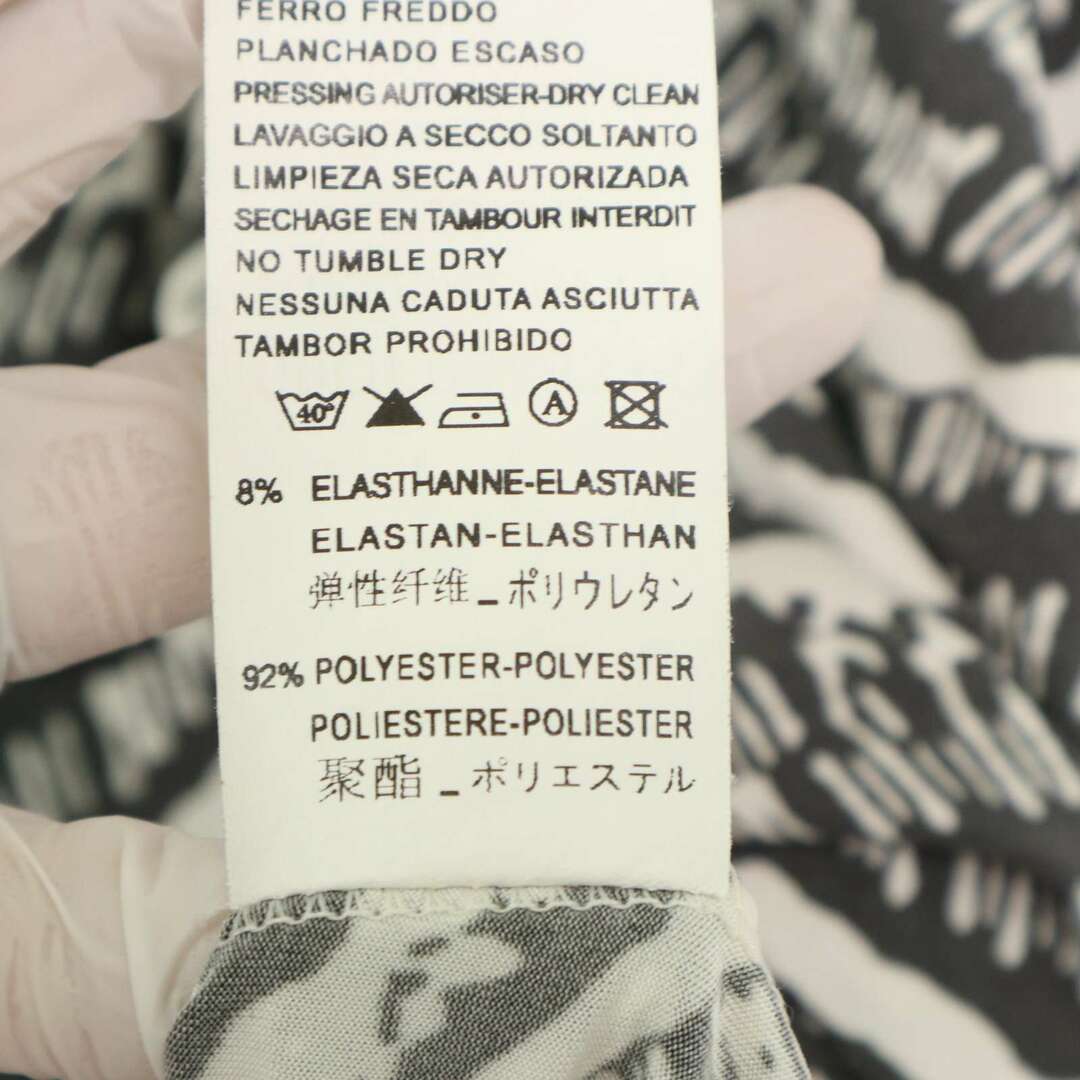 FERRO FREDDO
PLANCHADO ESCASO
PRESSING AUTORISER-DRY CLEAN
LAVAGGIO A SECCO SOLTANTO
LIMPIEZA SECA AUTORIZADA
SECHAGE EN TAMBOUR INTERDIT
NO TUMBLE DRY
NESSUNA CADUTA ASCIUTTA
TAMBOR PROHIBIDO
40° A
8% ELASTHANNE-ELASTANE
ELASTAN-ELASTHAN
弹性纤维_ポリウレタン
92% POLYESTER-POLYESTER
POLIESTERE-POLIESTER
聚酯_ポリエステル